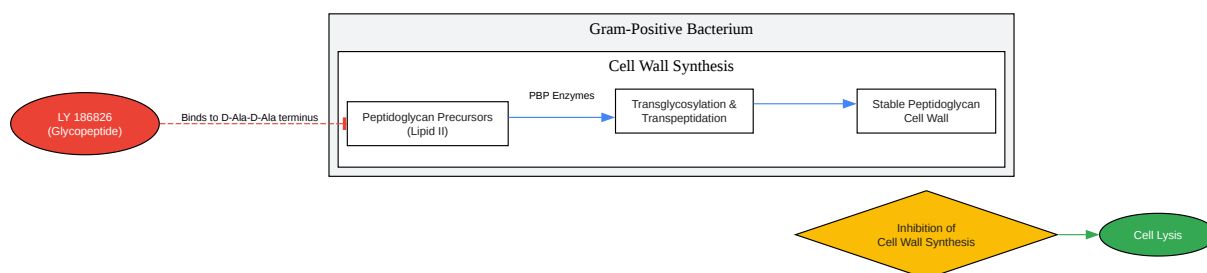 Gram-Positive Bacterium
Cell Wall Synthesis
LY 186826
(Glycopeptide)
Binds to D-Ala-D-Ala terminus
Peptidoglycan Precursors
(Lipid II)
PBP Enzymes
Transglycosylation &
Transpeptidation
Stable Peptidoglycan
Cell Wall
Inhibition of
Cell Wall Synthesis
Cell Lysis